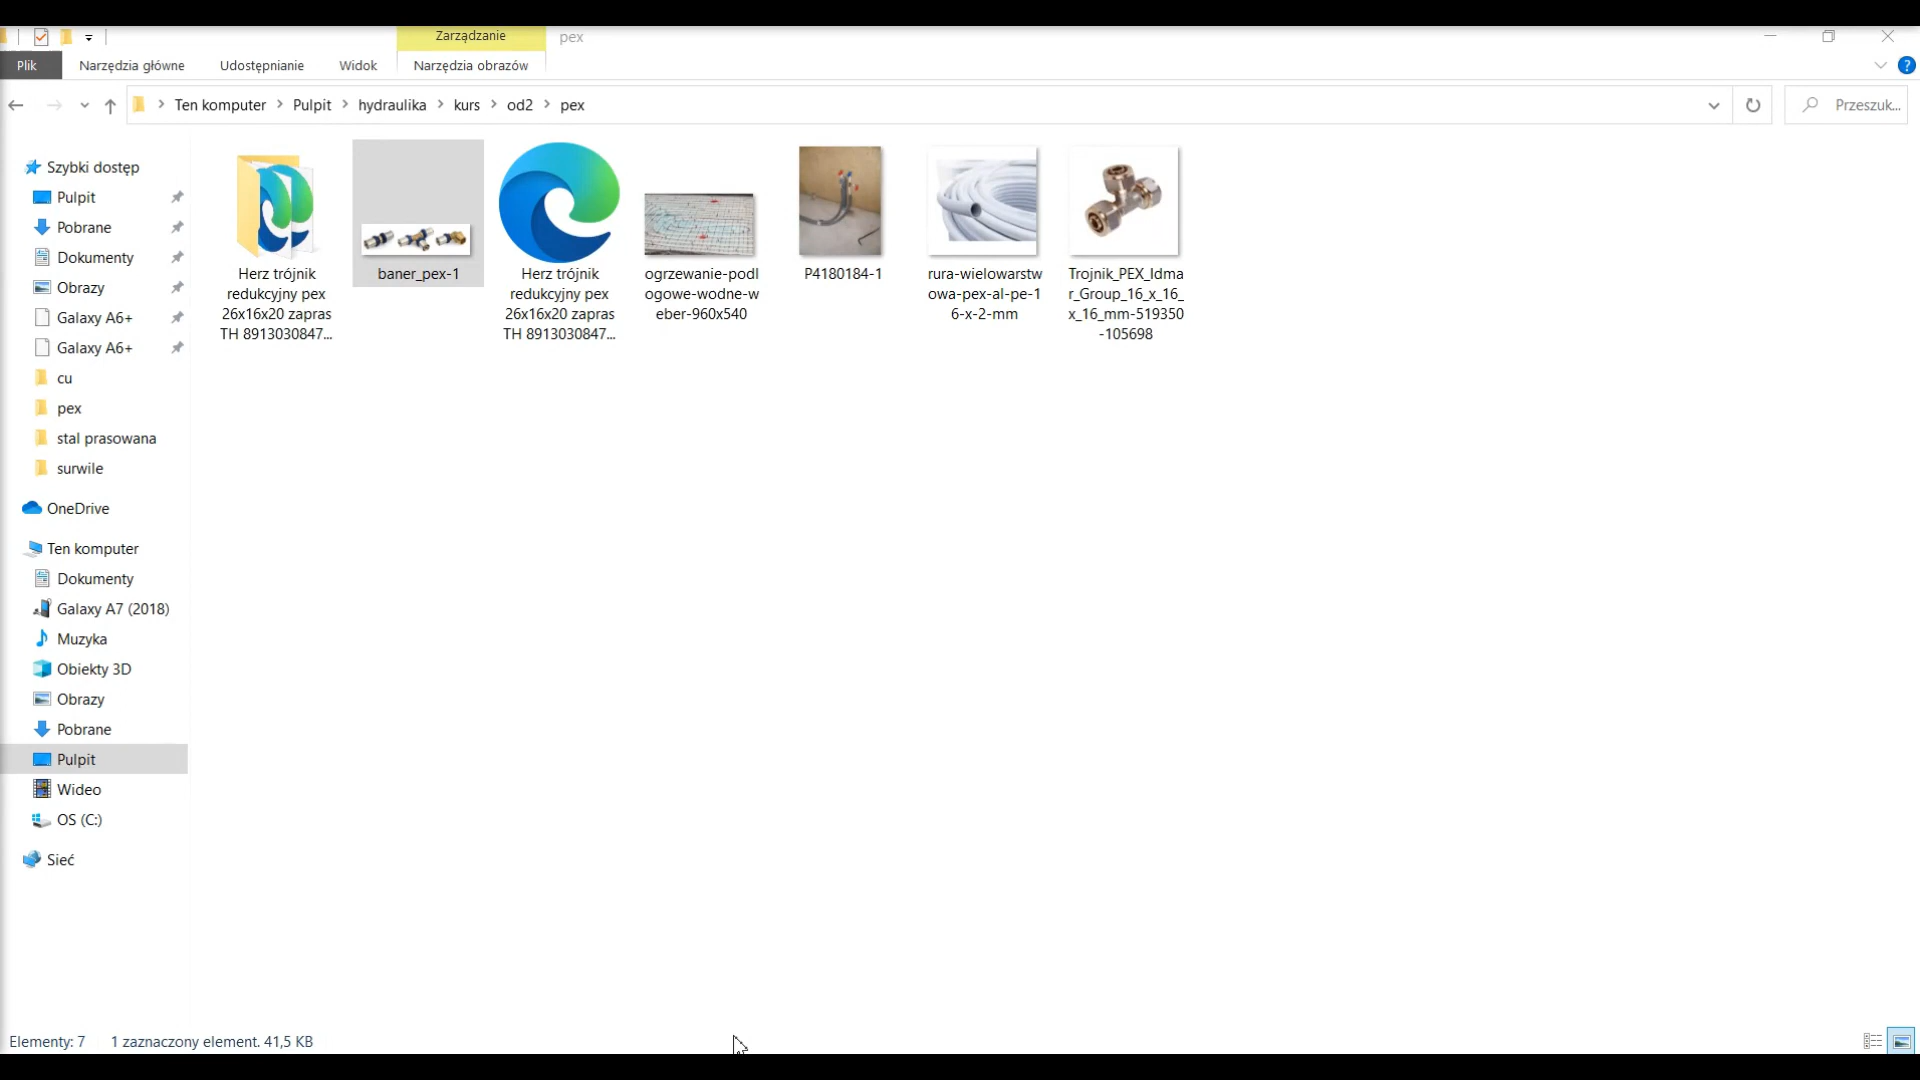 Zarządzanie
pex
Plik
Narzędzia główne
Udostępnianie
Widok
Narzędzia obrazów
?
Ten komputer
Pulpit
hydraulika
kurs
od2
pex
Przeszuk...
Szybki dostęp
Pulpit
Pobrane
Dokumenty
Obrazy
Galaxy A6+
Galaxy A6+
cu
pex
stal prasowana
surwile
OneDrive
Ten komputer
Dokumenty
Galaxy A7 (2018)
Muzyka
Obiekty 3D
Obrazy
Pobrane
Pulpit
Wideo
OS (C:)
Sieć
Herz trójnik
redukcyjny pex
26x16x20 zapras
TH 8913030847...
baner_pex-1
Herz trójnik
redukcyjny pex
26x16x20 zapras
TH 8913030847...
ogrzewanie-podl
ogowe-wodne-w
eber-960x540
P4180184-1
rura-wielowarstw
owa-pex-al-pe-1
6-x-2-mm
Trojnik_PEX_Idma
r_Group_16_x_16_
x_16_mm-519350
-105698
Elementy: 7
1 zaznaczony element. 41,5 KB